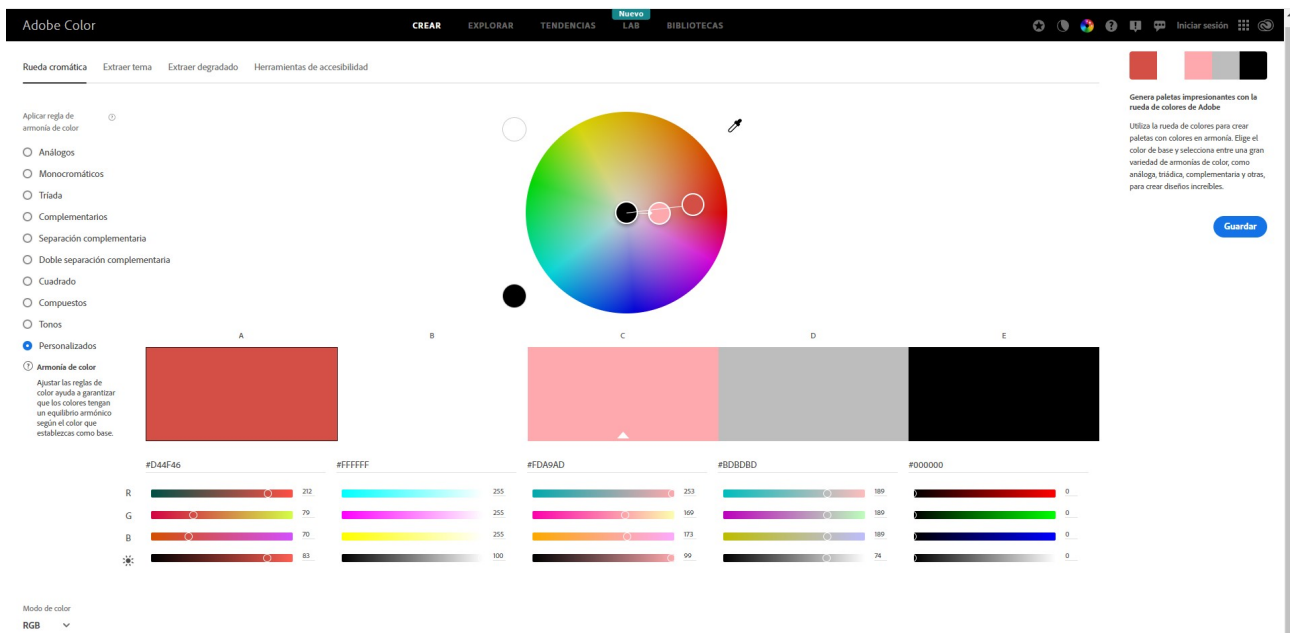 Adobe Color
CREAR EXPLORAR TENDENCIAS Nuevo LAB BIBLIOTECAS
Iniciar sesión
Rueda cromática Extraer tema Extraer degradado Herramientas de accesibilidad
Aplicar regla de
armonía de color
Análogos
Monocromáticos
Tríada
Complementarios
Separación complementaria
Doble separación complementaria
Cuadrado
Compuestos
Tonos
Personalizados
Armonía de color
Ajustar las reglas de
color ayuda a garantizar
que los colores tengan
un equilibrio armónico
según el color que
establezcas como base.
Genera paletas impresionantes con la
rueda de colores de Adobe
Utiliza la rueda de colores para crear
paletas con colores en armonía. Elige el
color de base y selecciona entre una gran
variedad de armonías de color, como
análoga, triádica, complementaria y otras,
para crear diseños increíbles.
Guardar
A B C D E
#D44F46 #FFFFFF #FDA9AD #BDBDBD #000000
R 212 255 253 189 0
G 79 255 169 189 0
B 70 255 173 189 0
83 100 99 74 0
Modo de color
RGB